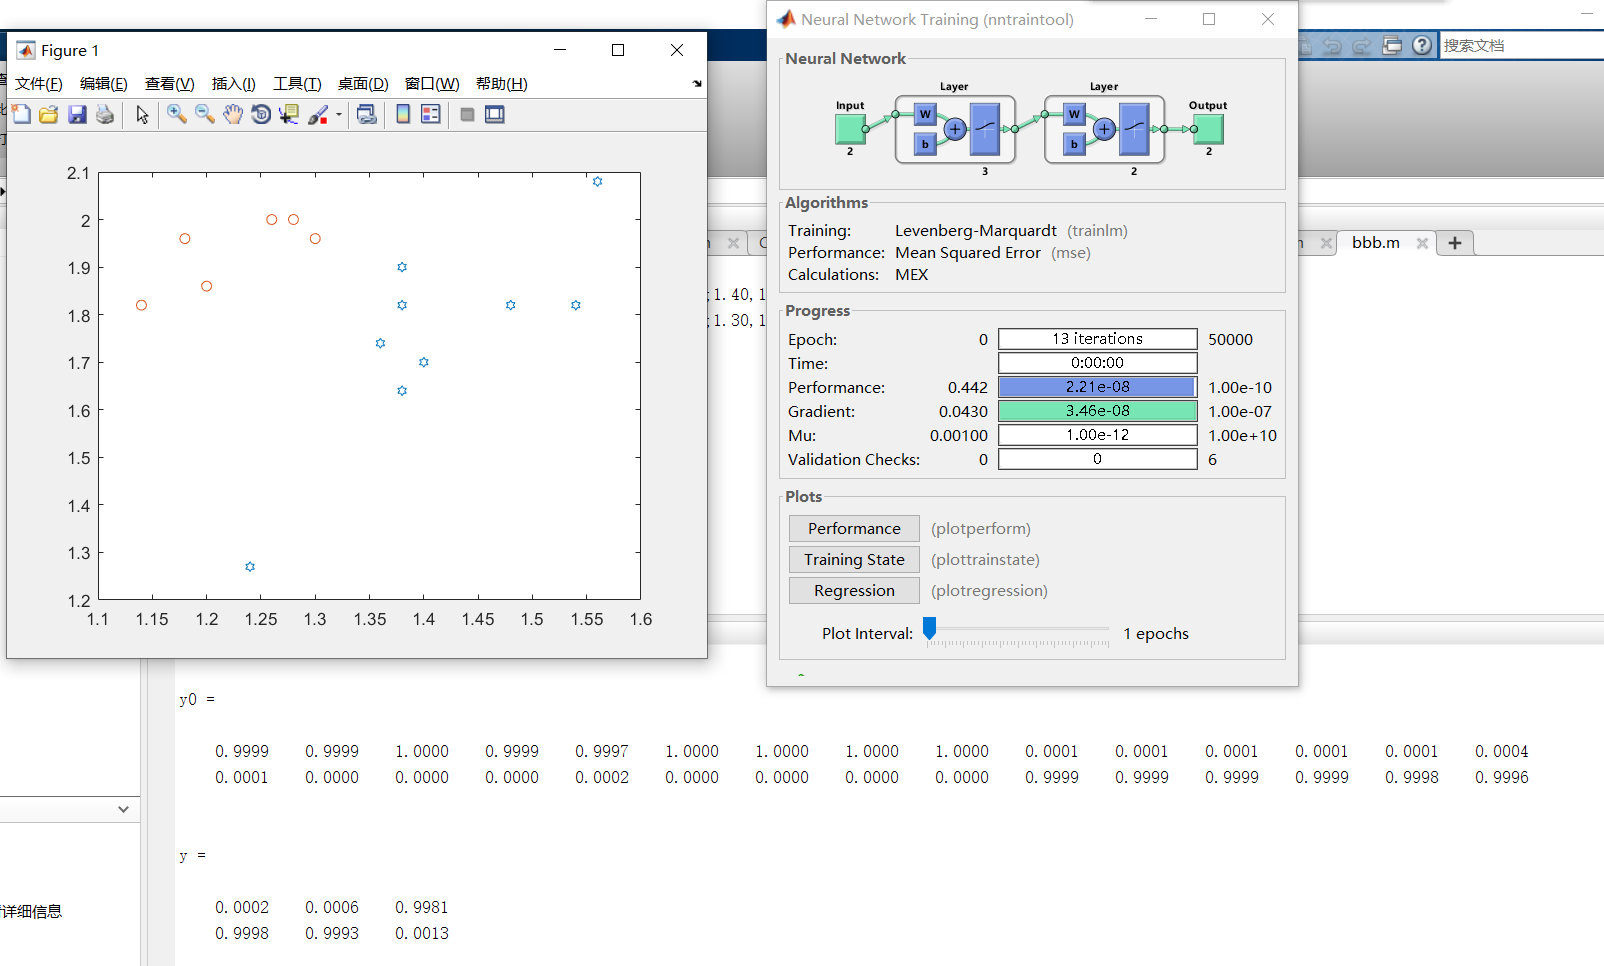 Neural Network Training (nntraintool)
Figure 1
搜索文档
文件(F) 编辑(E) 查看(V) 插入(I) 工具(T) 桌面(D) 窗口(W) 帮助(H)
2.1
2
1.9
1.8
1.7
1.6
1.5
1.4
1.3
1.2
1.1 1.15 1.2 1.25 1.3 1.35 1.4 1.45 1.5 1.55 1.6
Neural Network
Layer Layer
Input Output
W W
+ +
b b
2 2
3 2
Algorithms
Training: Levenberg-Marquardt (trainlm)
Performance: Mean Squared Error (mse)
Calculations: MEX
Progress
Epoch: 0 13 iterations 50000
Time: 0:00:00
Performance: 0.442 2.21e-08 1.00e-10
Gradient: 0.0430 3.46e-08 1.00e-07
Mu: 0.00100 1.00e-12 1.00e+10
Validation Checks: 0 0 6
Plots
Performance (plotperform)
Training State (plottrainstate)
Regression (plotregression)
Plot Interval: 1 epochs
bbb.m
;1.40,1
;1.30,1
y0 =
0.9999 0.9999 1.0000 0.9999 0.9997 1.0000 1.0000 1.0000 1.0000 0.0001 0.0001 0.0001 0.0001 0.0001 0.0004
0.0001 0.0000 0.0000 0.0000 0.0002 0.0000 0.0000 0.0000 0.0000 0.9999 0.9999 0.9999 0.9999 0.9998 0.9996
y =
0.0002 0.0006 0.9981
0.9998 0.9993 0.0013
详细信息